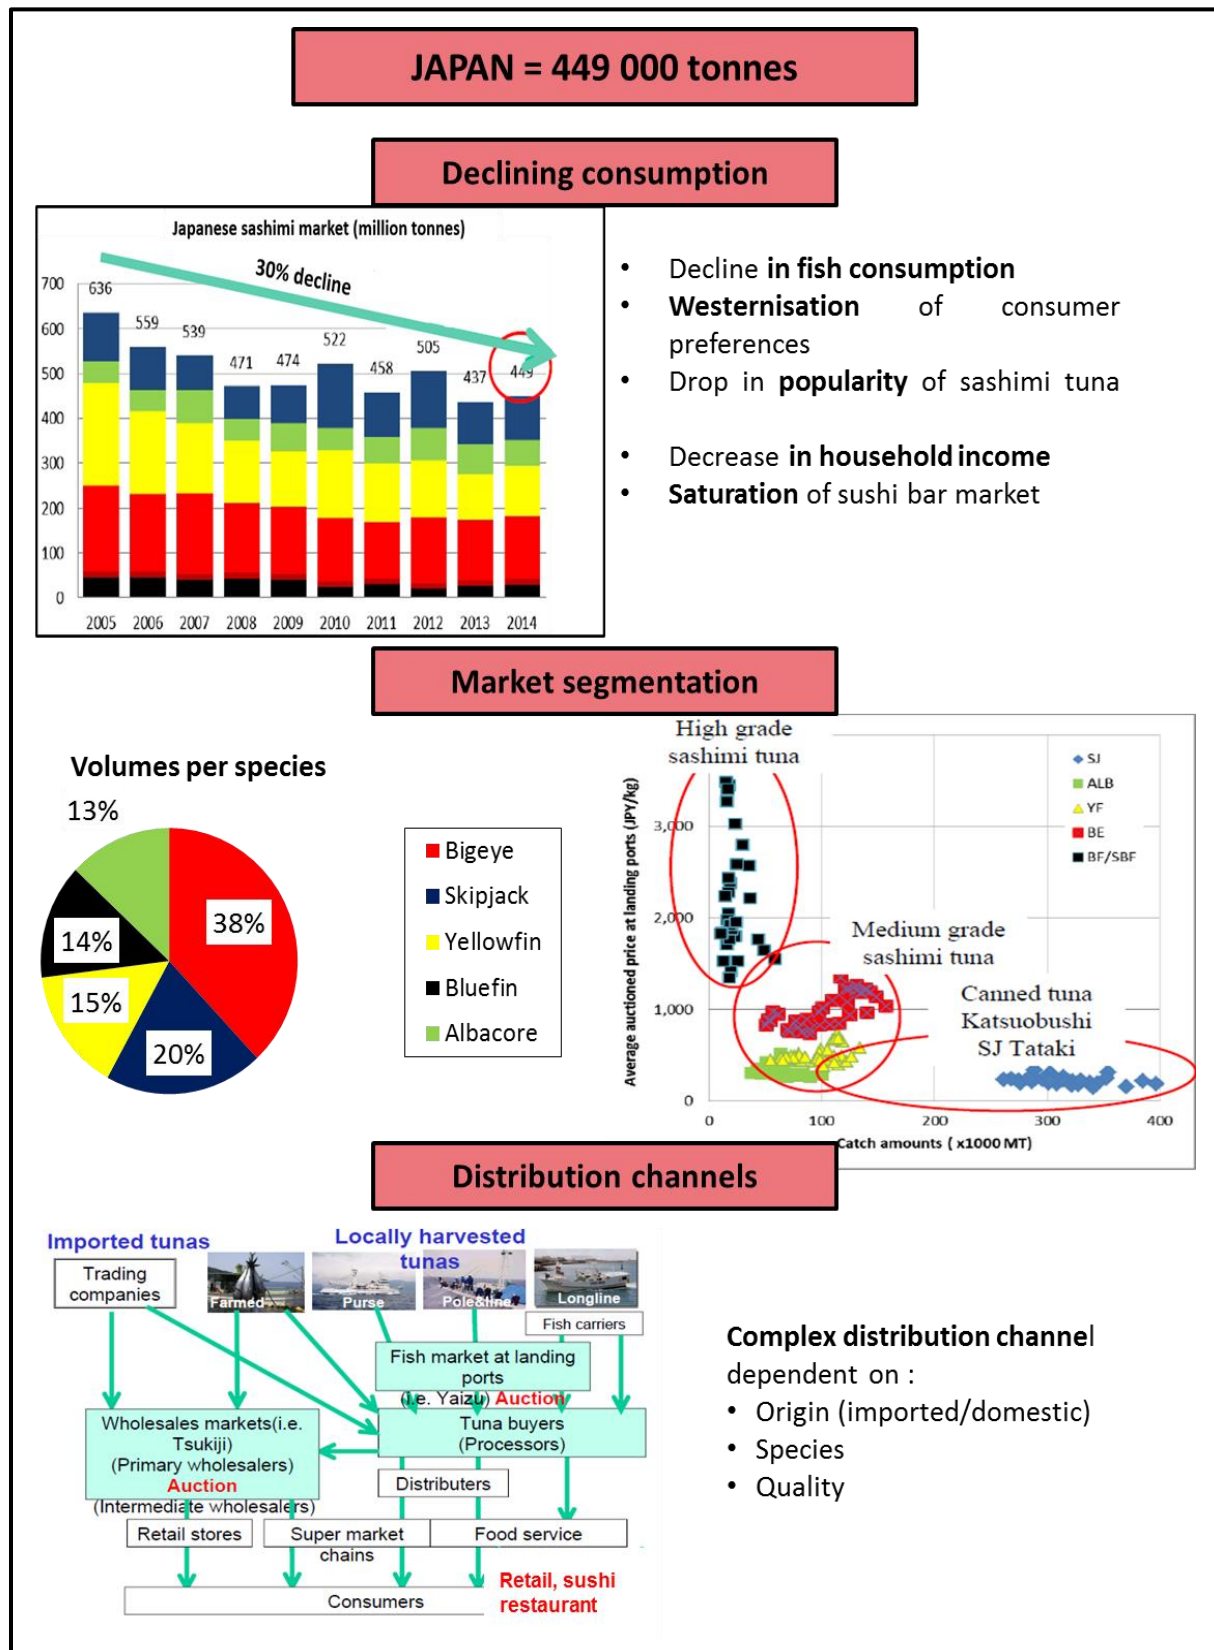 JAPAN = 449 000 tonnes
Declining consumption
Japanese sashimi market (million tonnes)
30% decline
700
600
500
400
300
200
100
0
636
559
539
471
474
522
458
505
437
449
2005 2006 2007 2008 2009 2010 2011 2012 2013 2014
• Decline in fish consumption
• Westernisation of consumer
preferences
• Drop in popularity of sashimi tuna
• Decrease in household income
• Saturation of sushi bar market
Market segmentation
Volumes per species
13%
38%
14%
15%
20%
Bigeye
Skipjack
Yellowfin
Bluefin
Albacore
High grade
sashimi tuna
SJ
ALB
YF
BE
BF/SBF
Average auctioned price at landing ports (JPY/kg)
3,000
2,000
1,000
0
Medium grade
sashimi tuna
Canned tuna
Katsuobushi
SJ Tataki
0 100 200 300 400
Catch amounts ( x1000 MT)
Distribution channels
Imported tunas
Locally harvested
tunas
Trading
companies
Farmed
Purse
Pole&line
Longline
Fish carriers
Fish market at landing
ports
(i.e. Yaizu) Auction
Wholesales markets(i.e.
Tsukiji)
(Primary wholesalers)
Auction
(Intermediate wholesalers)
Tuna buyers
(Processors)
Distributers
Retail stores
Super market
chains
Food service
Consumers
Retail, sushi
restaurant
Complex distribution channel
dependent on :
• Origin (imported/domestic)
• Species
• Quality